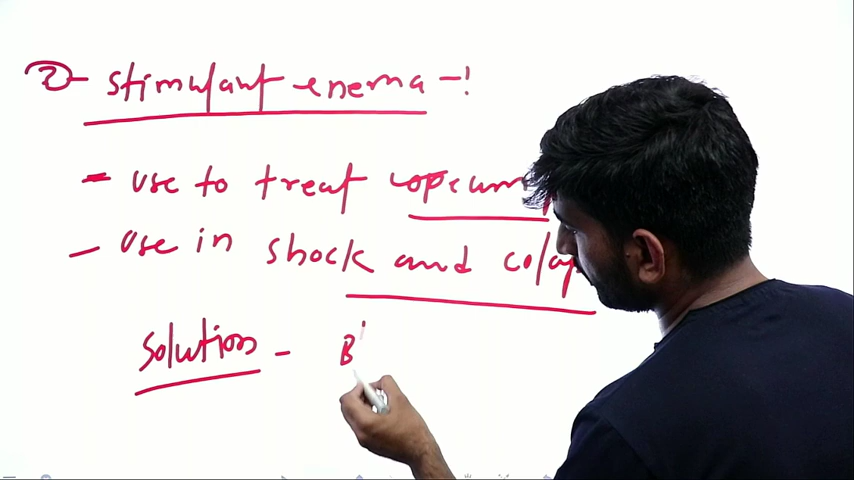 2- stimulant enema -!
- use to treat
- use in shock and
Solution - B